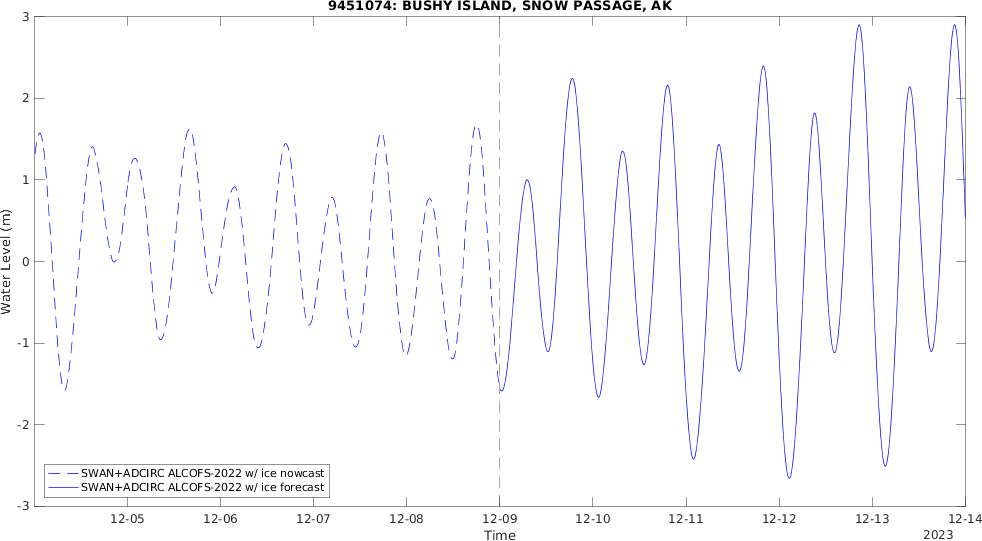 9451074: BUSHY ISLAND, SNOW PASSAGE, AK
3
2
1
0
-1
-2
-3
Water Level (m)
SWAN+ADCIRC ALCOFS-2022 w/ ice nowcast
SWAN+ADCIRC ALCOFS-2022 w/ ice forecast
12-05 12-06 12-07 12-08 12-09 12-10 12-11 12-12 12-13 12-14
Time
2023